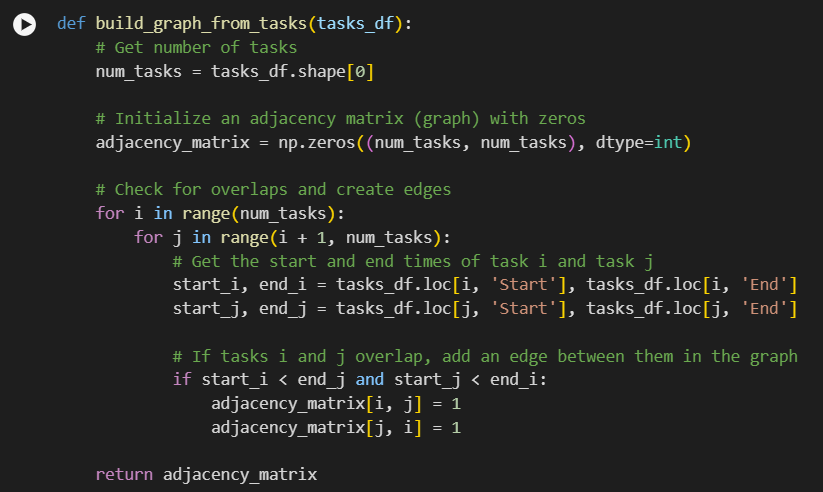 def build_graph_from_tasks(tasks_df):
    # Get number of tasks
    num_tasks = tasks_df.shape[0]

    # Initialize an adjacency matrix (graph) with zeros
    adjacency_matrix = np.zeros((num_tasks, num_tasks), dtype=int)

    # Check for overlaps and create edges
    for i in range(num_tasks):
        for j in range(i + 1, num_tasks):
            # Get the start and end times of task i and task j
            start_i, end_i = tasks_df.loc[i, 'Start'], tasks_df.loc[i, 'End']
            start_j, end_j = tasks_df.loc[j, 'Start'], tasks_df.loc[j, 'End']

            # If tasks i and j overlap, add an edge between them in the graph
            if start_i < end_j and start_j < end_i:
                adjacency_matrix[i, j] = 1
                adjacency_matrix[j, i] = 1

    return adjacency_matrix